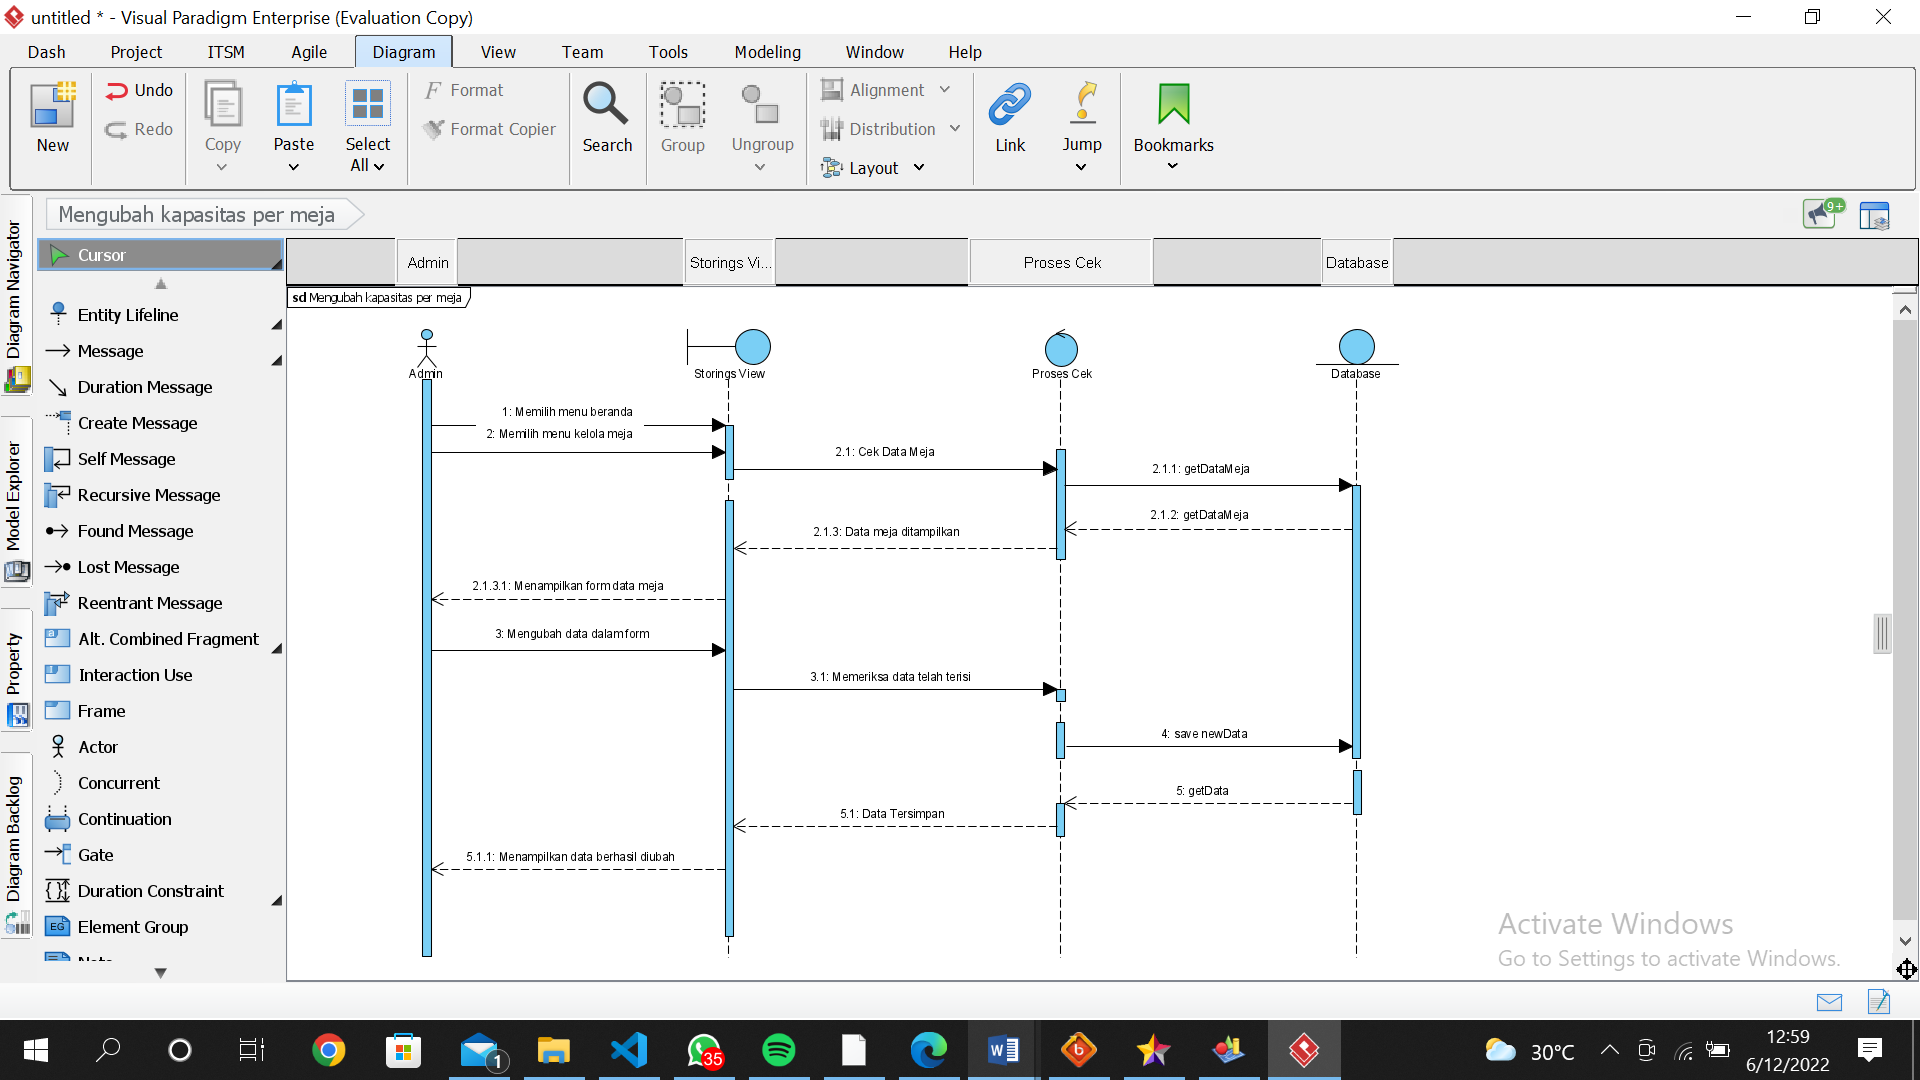 untitled * - Visual Paradigm Enterprise (Evaluation Copy)
Dash Project ITSM Agile Diagram View Team Tools Modeling Window Help
New
Undo
Redo
Copy
Paste
Select All
Format
Format Copier
Search
Group
Ungroup
Alignment
Distribution
Layout
Link
Jump
Bookmarks
Mengubah kapasitas per meja
9+
Diagram Navigator
Model Explorer
Property
Diagram Backlog
Cursor
Entity Lifeline
Message
Duration Message
Create Message
Self Message
Recursive Message
Found Message
Lost Message
Reentrant Message
Alt. Combined Fragment
Interaction Use
Frame
Actor
Concurrent
Continuation
Gate
Duration Constraint
EG Element Group
Admin Storings Vi... Proses Cek Database
sd Mengubah kapasitas per meja
Admin Storings View Proses Cek Database
1: Memilih menu beranda
2: Memilih menu kelola meja
2.1: Cek Data Meja
2.1.1: getDataMeja
2.1.2: getDataMeja
2.1.3: Data meja ditampilkan
2.1.3.1: Menampilkan form data meja
3: Mengubah data dalam form
3.1: Memeriksa data telah terisi
4: save newData
5: getData
5.1: Data Tersimpan
5.1.1: Menampilkan data berhasil diubah
Activate Windows
Go to Settings to activate Windows.
1
35
30°C
12:59
6/12/2022